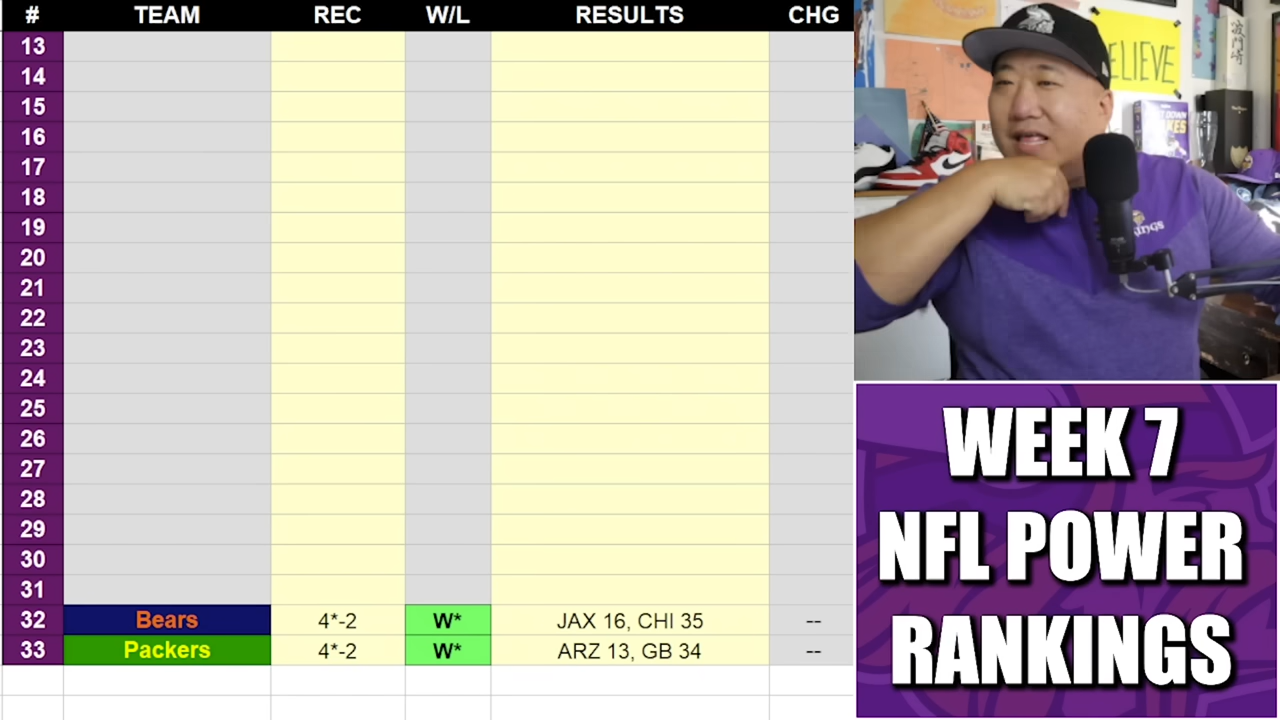 # TEAM REC W/L RESULTS CHG
13
14
15
16
17
18
19
20
21
22
23
24
25
26
27
28
29
30
31
32 Bears 4*-2 W* JAX 16, CHI 35 --
33 Packers 4*-2 W* ARZ 13, GB 34 --
ELIEVE
WEEK 7
NFL POWER
RANKINGS